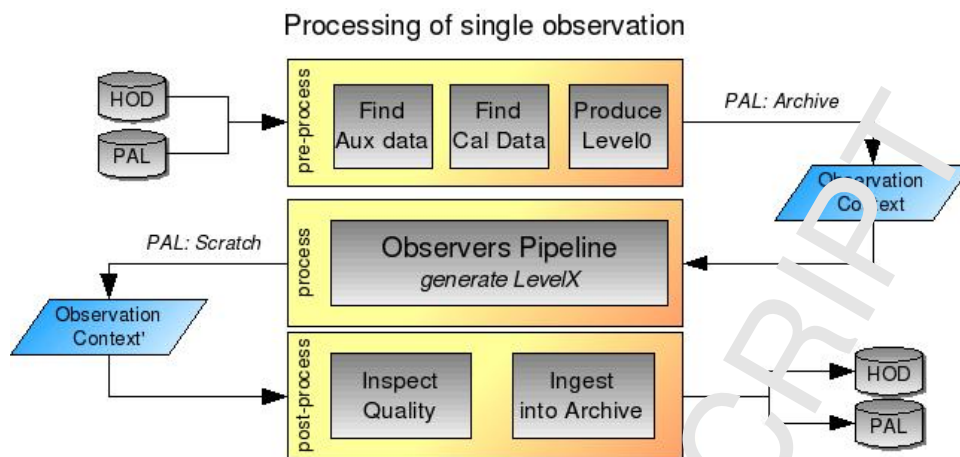 Processing of single observation
HOD
PAL
pre-process
Find
Aux data
Find
Cal Data
Produce
Level0
PAL: Archive
Observation
Context
process
Observers Pipeline
generate LevelX
PAL: Scratch
Observation
Context'
post-process
Inspect
Quality
Ingest
into Archive
HOD
PAL
CRIPT